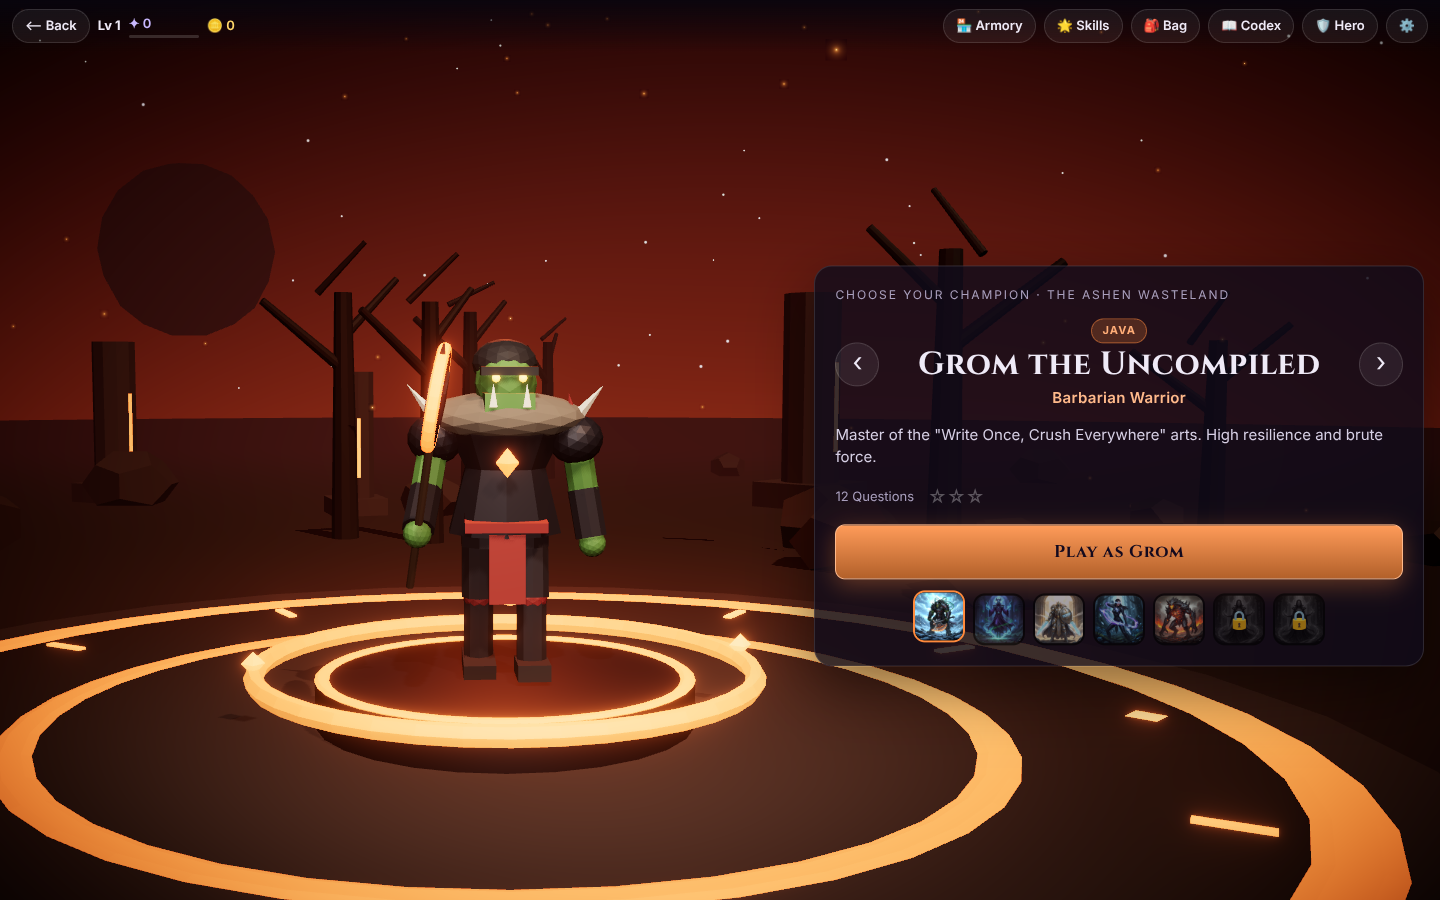 ← Back
Lv 1
✦ 0
🪙 0
🏪 Armory
🌟 Skills
🎒 Bag
📖 Codex
🛡️ Hero
⚙️
CHOOSE YOUR CHAMPION · THE ASHEN WASTELAND
JAVA
‹
Grom the Uncompiled
›
Barbarian Warrior
Master of the "Write Once, Crush Everywhere" arts. High resilience and brute
force.
12 Questions ☆☆☆
Play as Grom